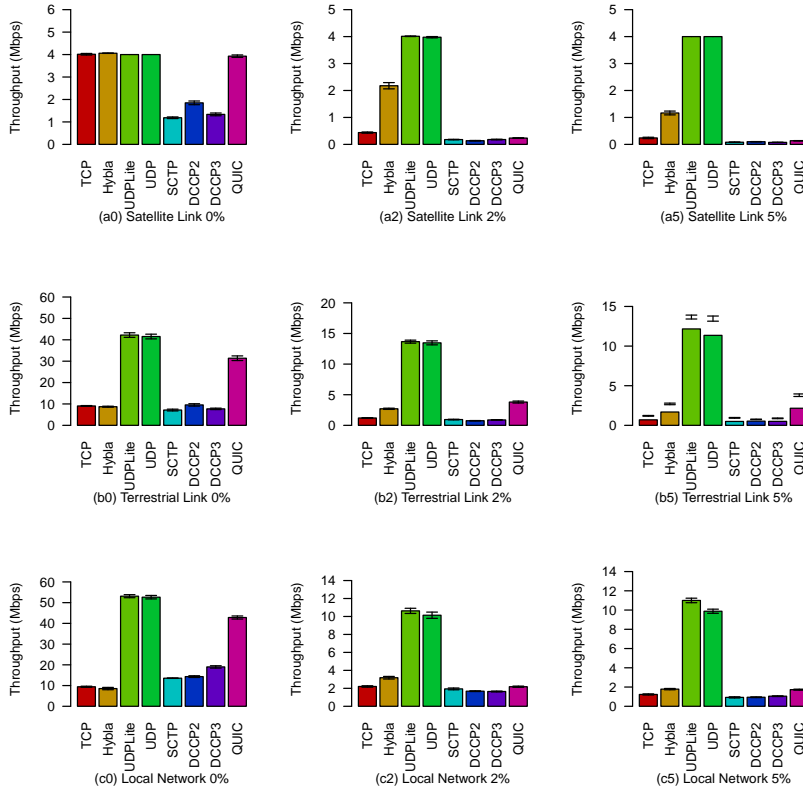 Throughput (Mbps)
0 1 2 3 4 5 6
TCP Hybla UDPLite UDP SCTP DCCP2 DCCP3 QUIC
(a0) Satellite Link 0%
Throughput (Mbps)
0 1 2 3 4 5
TCP Hybla UDPLite UDP SCTP DCCP2 DCCP3 QUIC
(a2) Satellite Link 2%
Throughput (Mbps)
0 1 2 3 4 5
TCP Hybla UDPLite UDP SCTP DCCP2 DCCP3 QUIC
(a5) Satellite Link 5%
Throughput (Mbps)
0 10 20 30 40 50 60
TCP Hybla UDPLite UDP SCTP DCCP2 DCCP3 QUIC
(b0) Terrestrial Link 0%
Throughput (Mbps)
0 5 10 15 20
TCP Hybla UDPLite UDP SCTP DCCP2 DCCP3 QUIC
(b2) Terrestrial Link 2%
Throughput (Mbps)
0 5 10 15
TCP Hybla UDPLite UDP SCTP DCCP2 DCCP3 QUIC
(b5) Terrestrial Link 5%
Throughput (Mbps)
0 10 20 30 40 50 60
TCP Hybla UDPLite UDP SCTP DCCP2 DCCP3 QUIC
(c0) Local Network 0%
Throughput (Mbps)
0 2 4 6 8 10 12 14
TCP Hybla UDPLite UDP SCTP DCCP2 DCCP3 QUIC
(c2) Local Network 2%
Throughput (Mbps)
0 2 4 6 8 10 12 14
TCP Hybla UDPLite UDP SCTP DCCP2 DCCP3 QUIC
(c5) Local Network 5%